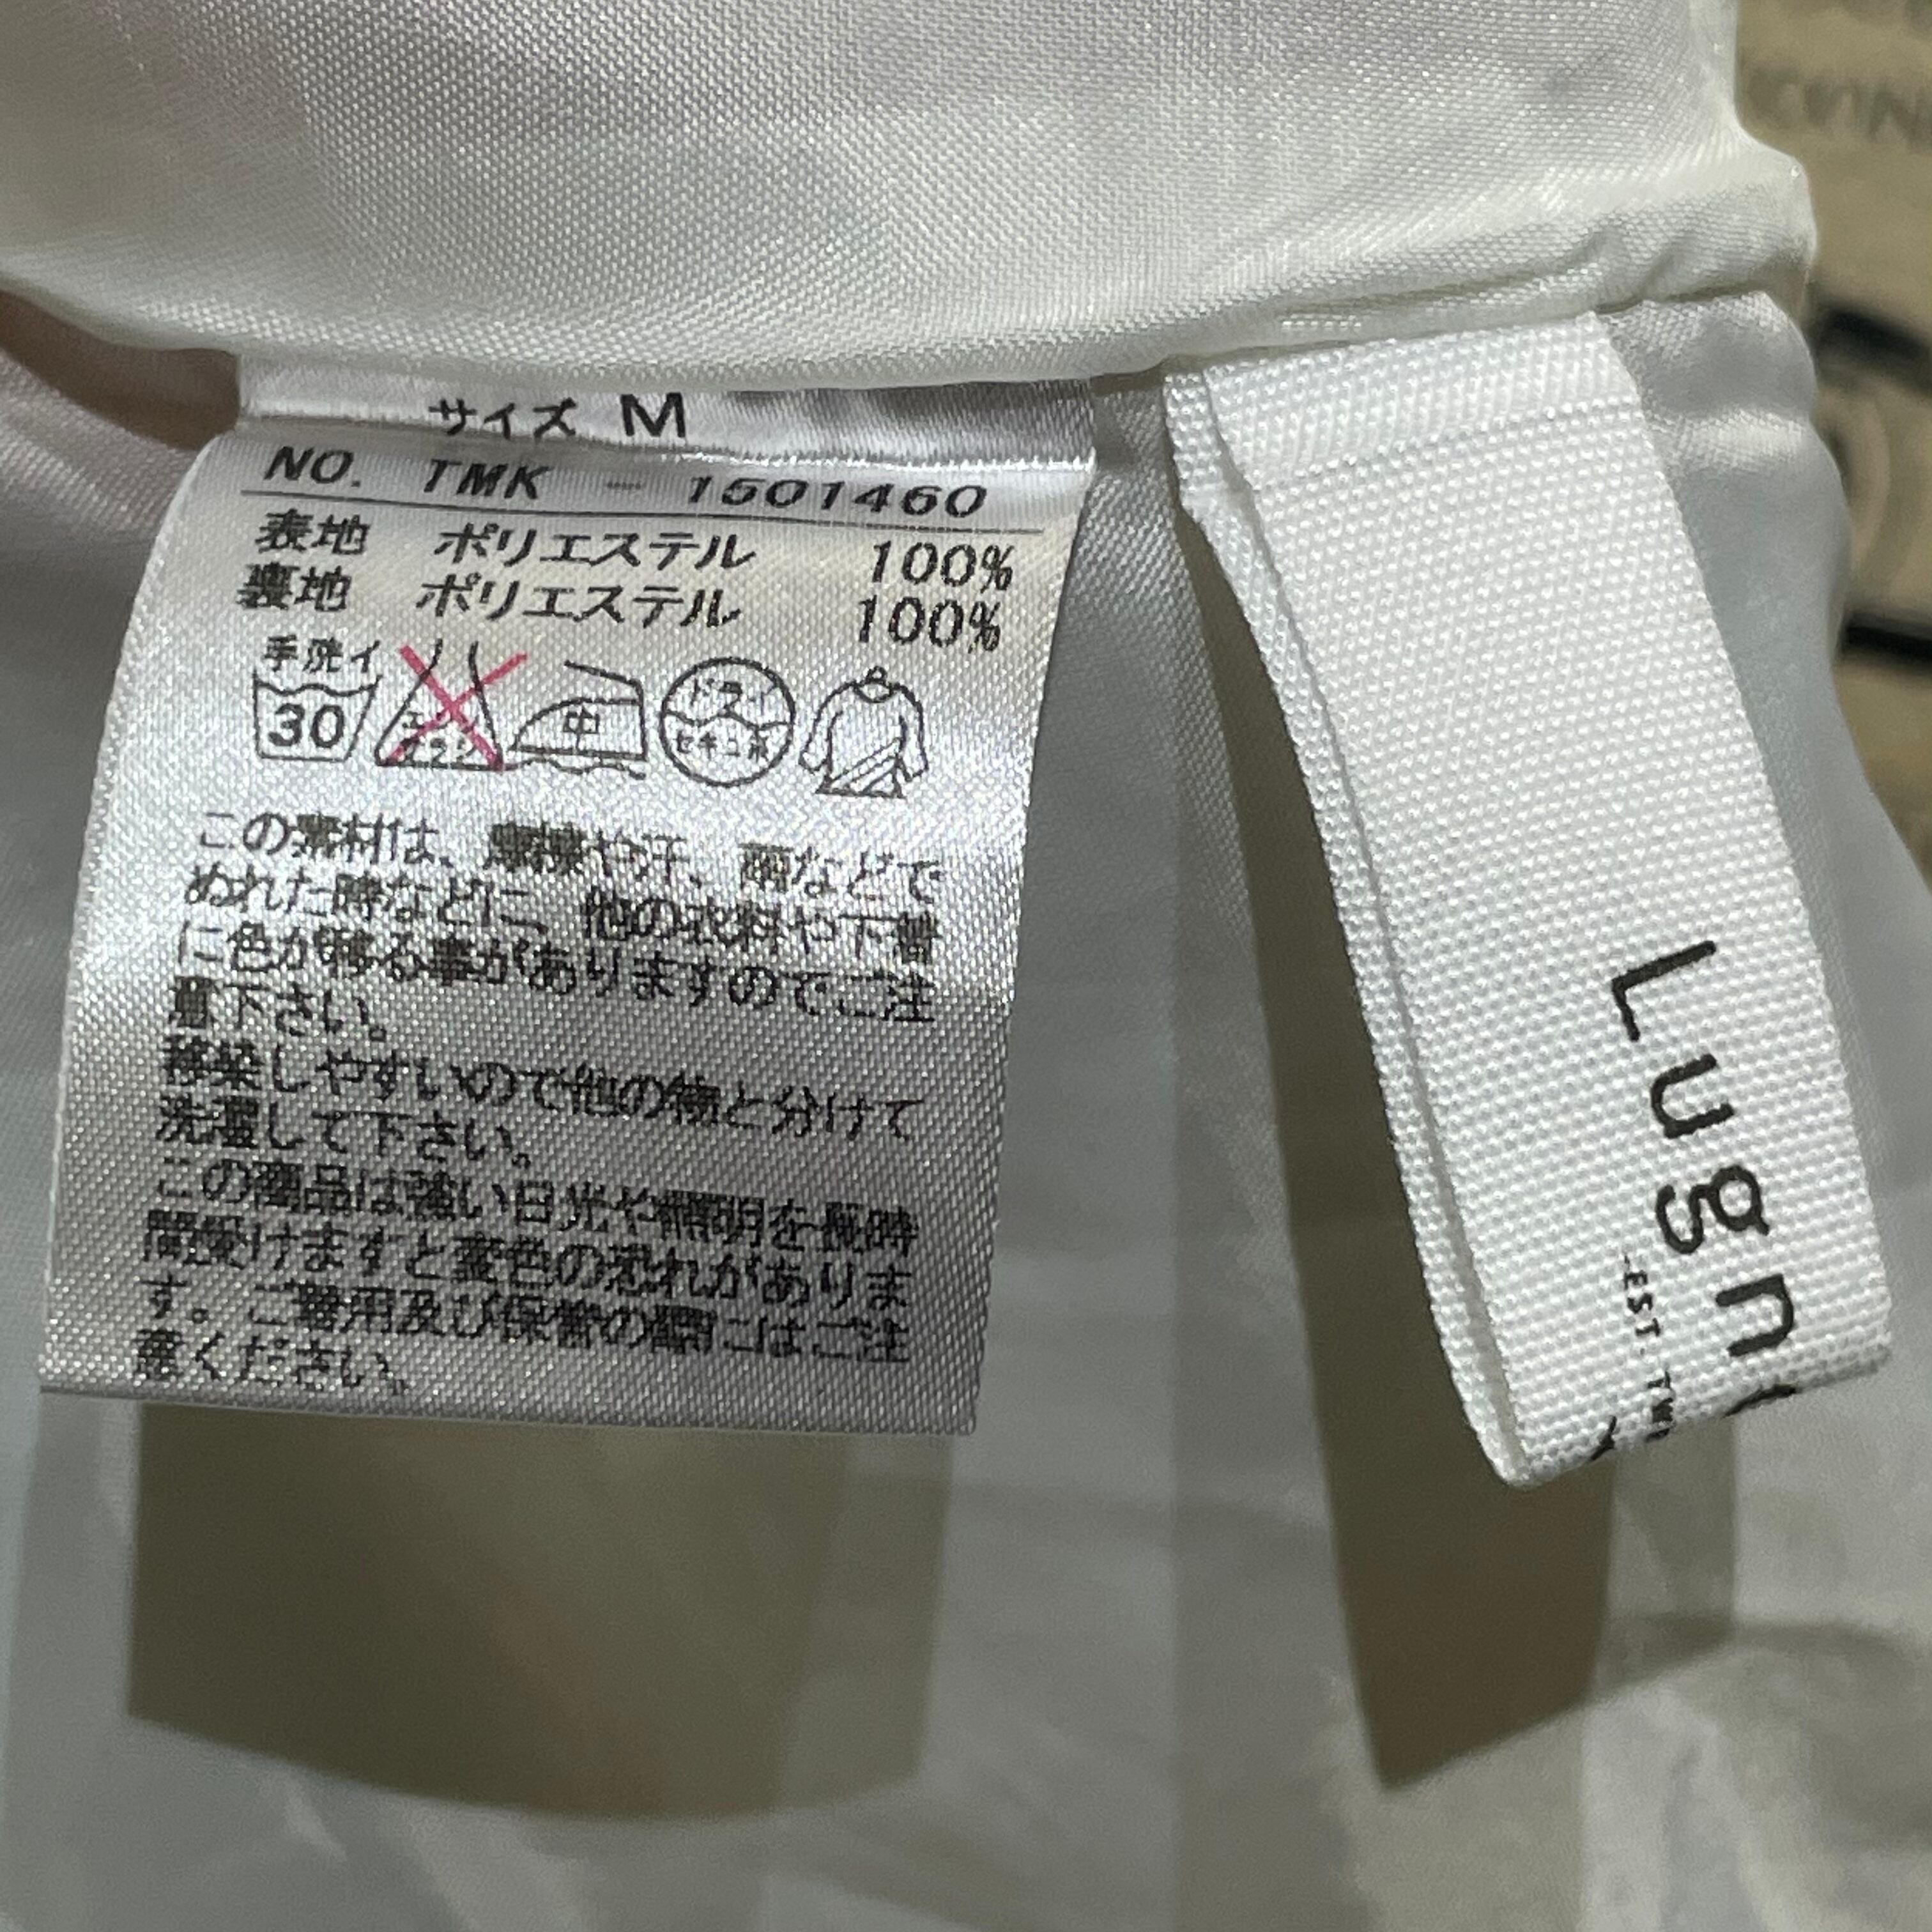 サイズ M
NO. TMK - 1501460
表地 ポリエステル 100%
裏地 ポリエステル 100%
手洗イ
30
エンソ
サラシ
中
ドライ
セキユ系
この素材は、摩擦や汗、雨などで
ぬれた時などに、他の衣料や下着
に色が移る事がありますのでご注
意下さい。
移染しやすいので他の物と分けて
洗濯して下さい。
この商品は強い日光や照明を長時
間受けますと変色の恐れがありま
す。ご着用及び保管の際にはご注
意ください。
Lugn
EST. TW